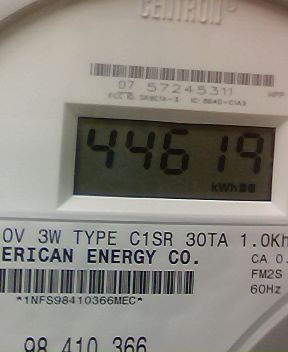 CENTRON®
07 57245311
44619
kWh
0V 3W TYPE C1SR 30TA 1.0Kh
ERICAN ENERGY CO.
CA 0.
FM2S
60Hz
*1NFS98410366MEC*
98 410 366